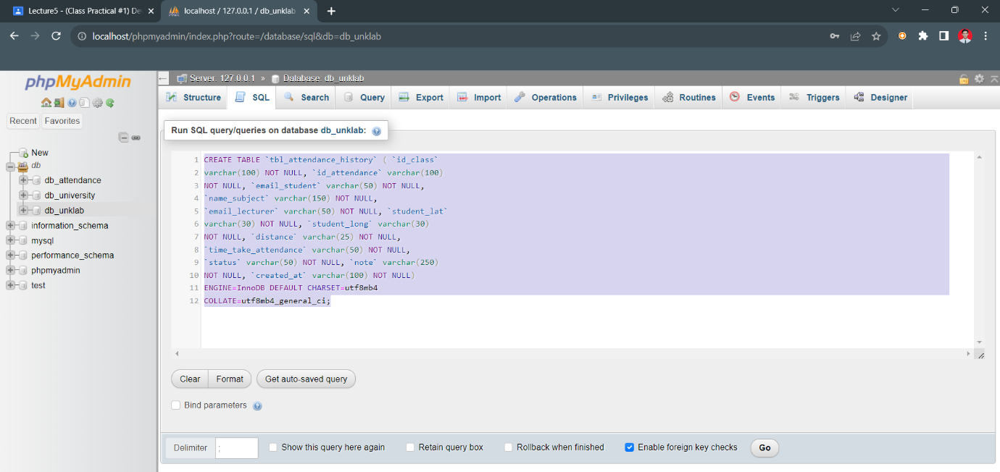 Lecture5 - (Class Practical #1) De
localhost / 127.0.0.1 / db_unklab
localhost/phpmyadmin/index.php?route=/database/sql&db=db_unklab
phpMyAdmin
Recent Favorites
New
db
db_attendance
db_university
db_unklab
information_schema
mysql
performance_schema
phpmyadmin
test
Server: 127.0.0.1 » Database: db_unklab
Structure SQL Search Query Export Import Operations Privileges Routines Events Triggers Designer
Run SQL query/queries on database db_unklab:
1 CREATE TABLE `tbl_attendance_history` ( `id_class`
2 varchar(100) NOT NULL, `id_attendance` varchar(100)
3 NOT NULL, `email_student` varchar(50) NOT NULL,
4 `name_subject` varchar(150) NOT NULL,
5 `email_lecturer` varchar(50) NOT NULL, `student_lat`
6 varchar(30) NOT NULL, `student_long` varchar(30)
7 NOT NULL, `distance` varchar(25) NOT NULL,
8 `time_take_attendance` varchar(50) NOT NULL,
9 `status` varchar(50) NOT NULL, `note` varchar(250)
10 NOT NULL, `created_at` varchar(100) NOT NULL)
11 ENGINE=InnoDB DEFAULT CHARSET=utf8mb4
12 COLLATE=utf8mb4_general_ci;
Clear Format Get auto-saved query
Bind parameters
Delimiter ; Show this query here again Retain query box Rollback when finished Enable foreign key checks Go